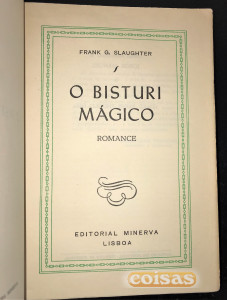 FRANK G. SLAUGHTER
O BISTURI
MÁGICO
ROMANCE
EDITORIAL MINERVA
LISBOA
coisas